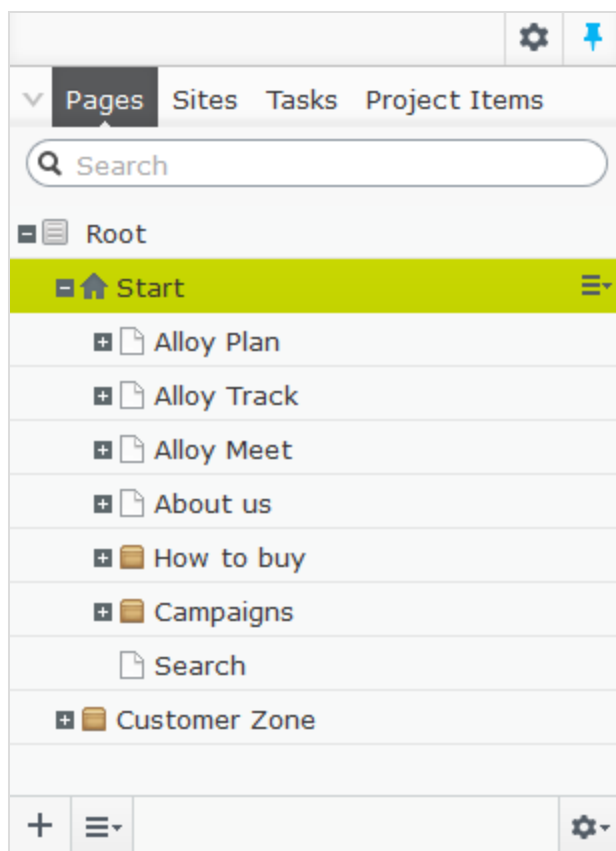 Pages Sites Tasks Project Items
Search
Root
Start
Alloy Plan
Alloy Track
Alloy Meet
About us
How to buy
Campaigns
Search
Customer Zone